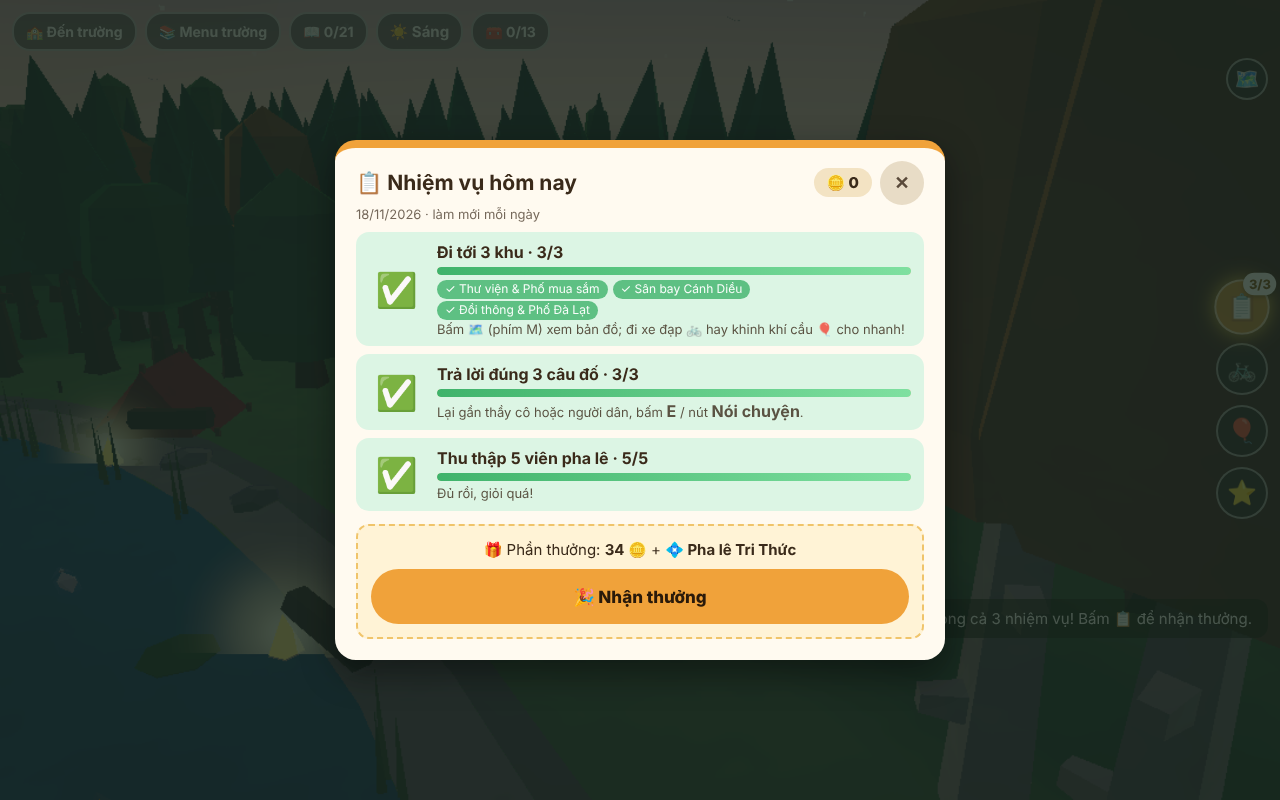 🏫 Đến trường
📚 Menu trường
📖 0/21
☀️ Sáng
🧰 0/13
📋 Nhiệm vụ hôm nay
🪙 0
✕
18/11/2026 · làm mới mỗi ngày
Đi tới 3 khu · 3/3
✓ Thư viện & Phố mua sắm
✓ Sân bay Cánh Diều
✓ Đồi thông & Phố Đà Lạt
Bấm 🗺️ (phím M) xem bản đồ; đi xe đạp 🚲 hay khinh khí cầu 🎈 cho nhanh!
3/3
Trả lời đúng 3 câu đố · 3/3
Lại gần thầy cô hoặc người dân, bấm E / nút Nói chuyện.
Thu thập 5 viên pha lê · 5/5
Đủ rồi, giỏi quá!
🎁 Phần thưởng: 34 🪙 + 💠 Pha lê Tri Thức
🎉 Nhận thưởng
cả 3 nhiệm vụ! Bấm 📋 để nhận thưởng.